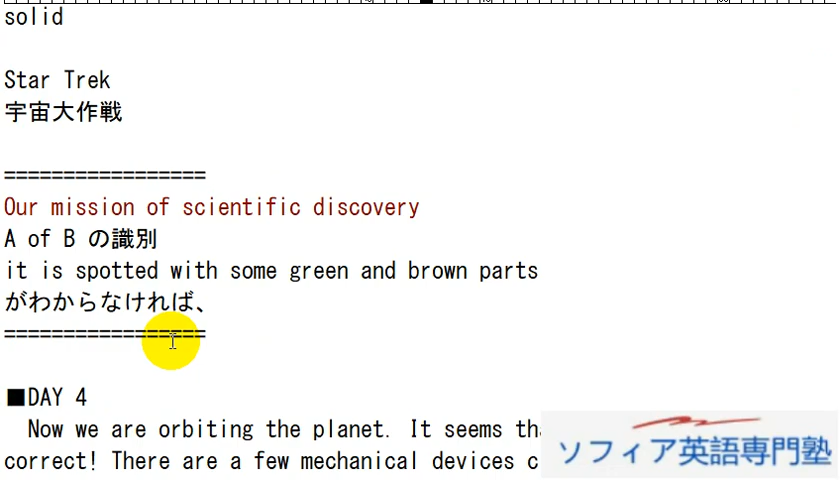 solid
Star Trek
宇宙大作戦
=================
Our mission of scientific discovery
A of B の識別
it is spotted with some green and brown parts
がわからなければ、
=================
■DAY 4
Now we are orbiting the planet. It seems
correct! There are a few mechanical devices
ソフィア英語専門塾